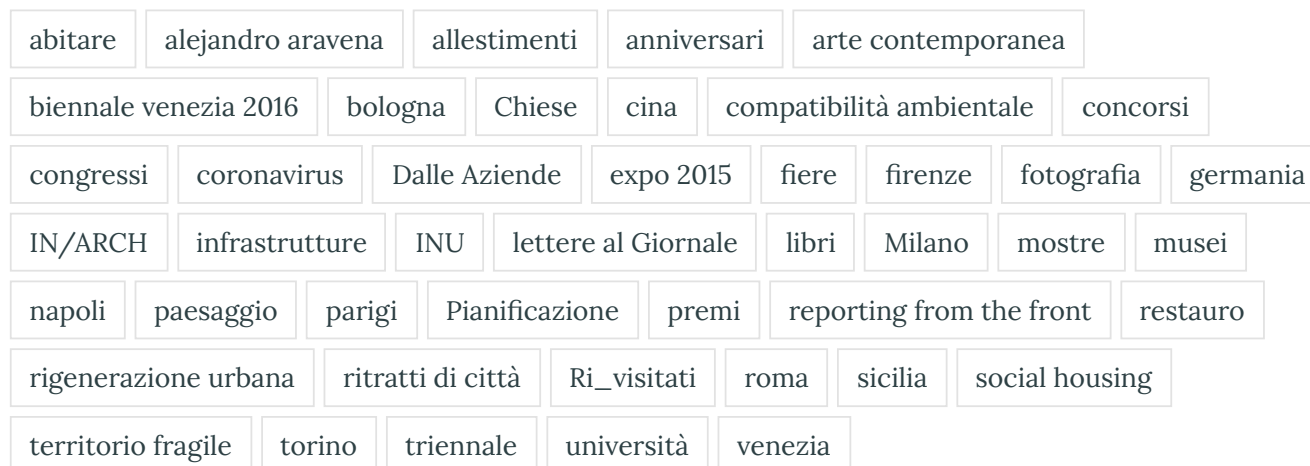 abitare alejandro aravena allestimenti anniversari arte contemporanea
biennale venezia 2016 bologna Chiese cina compatibilità ambientale concorsi
congressi coronavirus Dalle Aziende expo 2015 fiere firenze fotografia germania
IN/ARCH infrastrutture INU lettere al Giornale libri Milano mostre musei
napoli paesaggio parigi Pianificazione premi reporting from the front restauro
rigenerazione urbana ritratti di città Ri_visitati roma sicilia social housing
territorio fragile torino triennale università venezia